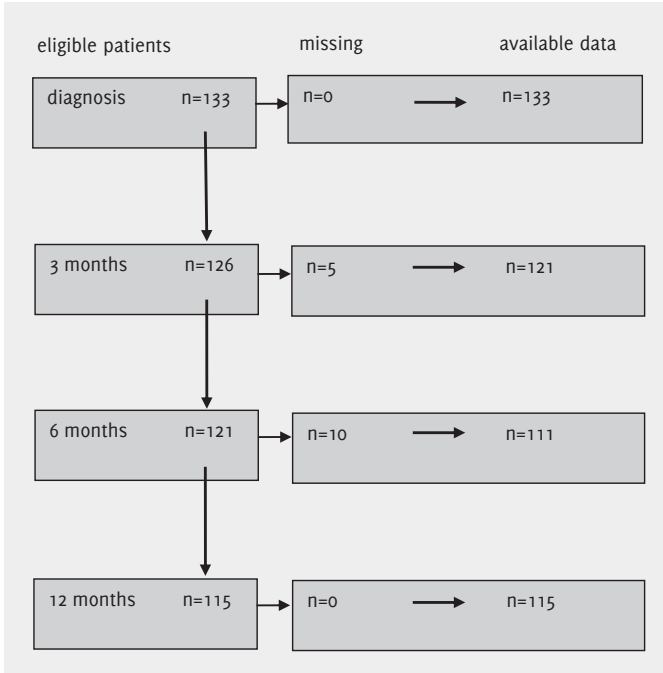 eligible patients missing available data
diagnosis n=133 n=0 n=133
3 months n=126 n=5 n=121
6 months n=121 n=10 n=111
12 months n=115 n=0 n=115